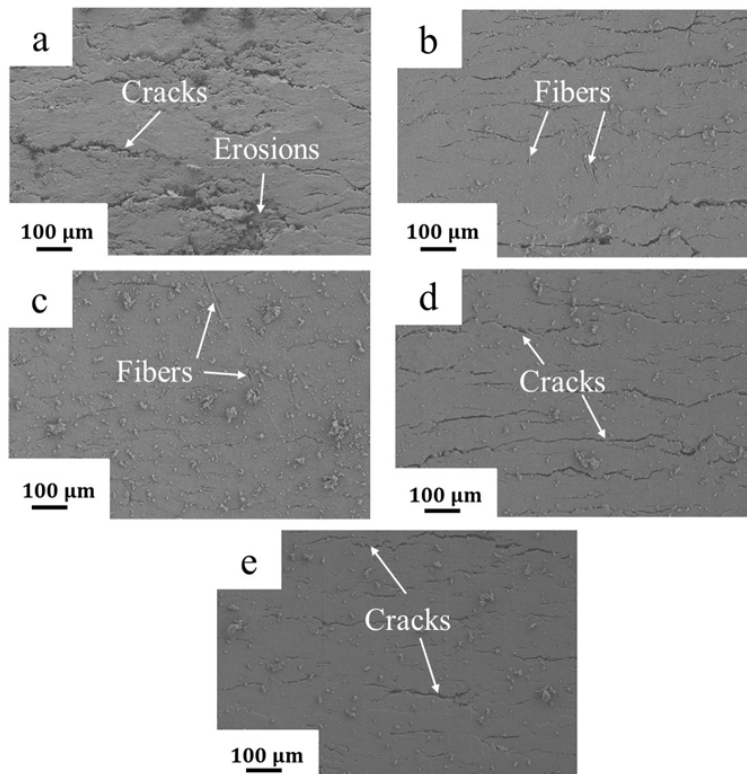 a
Cracks
Erosions
100 µm
b
Fibers
100 µm
c
Fibers
100 µm
d
Cracks
100 µm
e
Cracks
100 µm